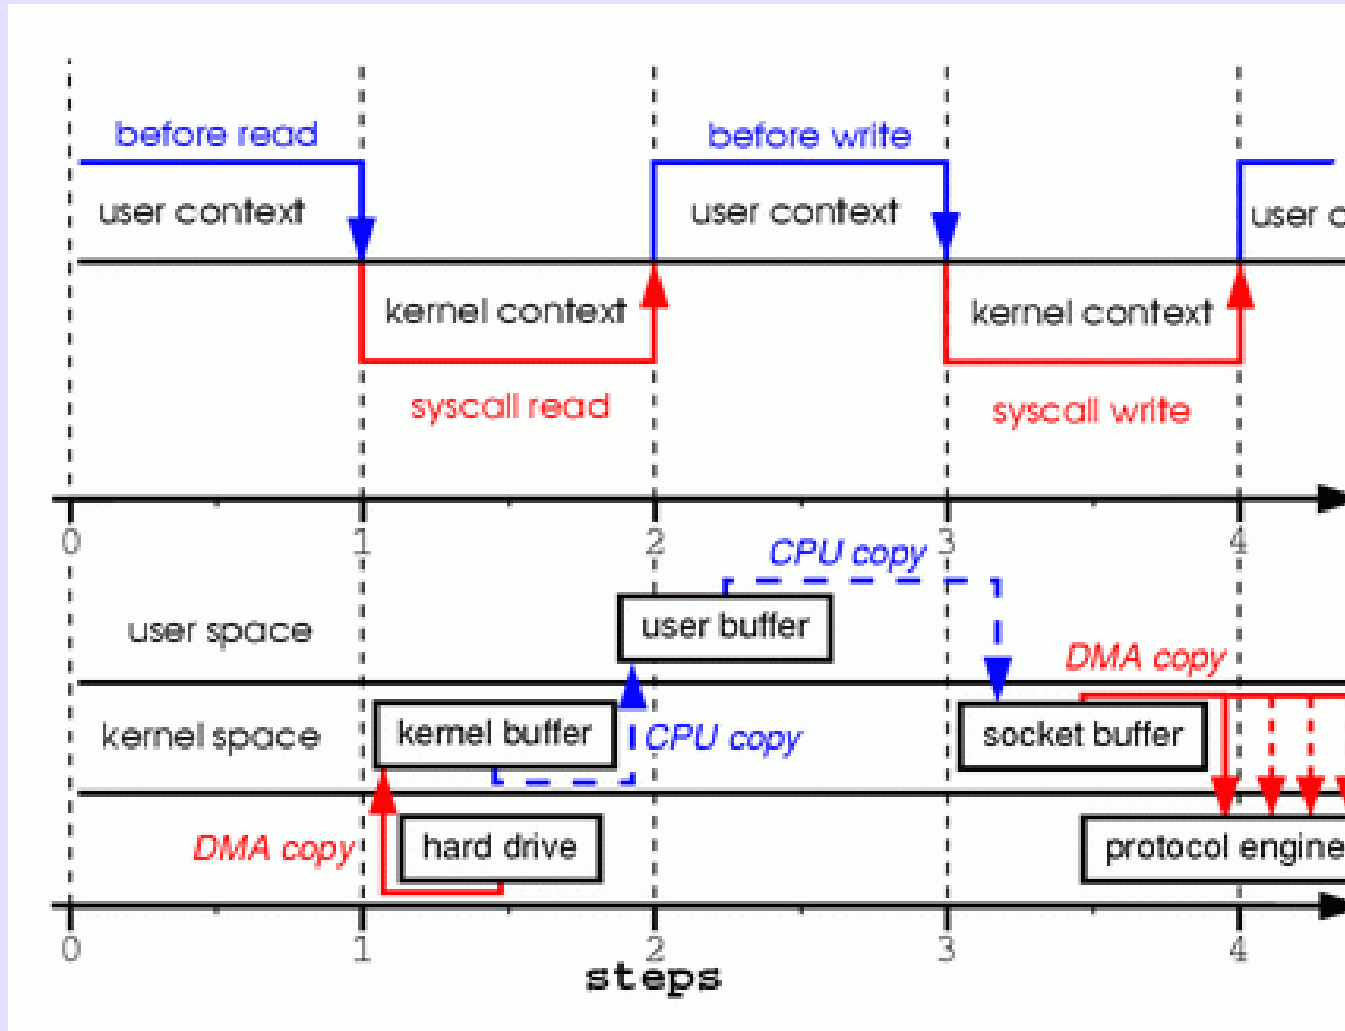 before read
before write
user context
user context
user c
kernel context
kernel context
syscall read
syscall write
0
1
2
3
4
CPU copy
user space
user buffer
DMA copy
kernel space
kernel buffer
CPU copy
socket buffer
DMA copy
hard drive
protocol engine
0
1
2
3
4
steps